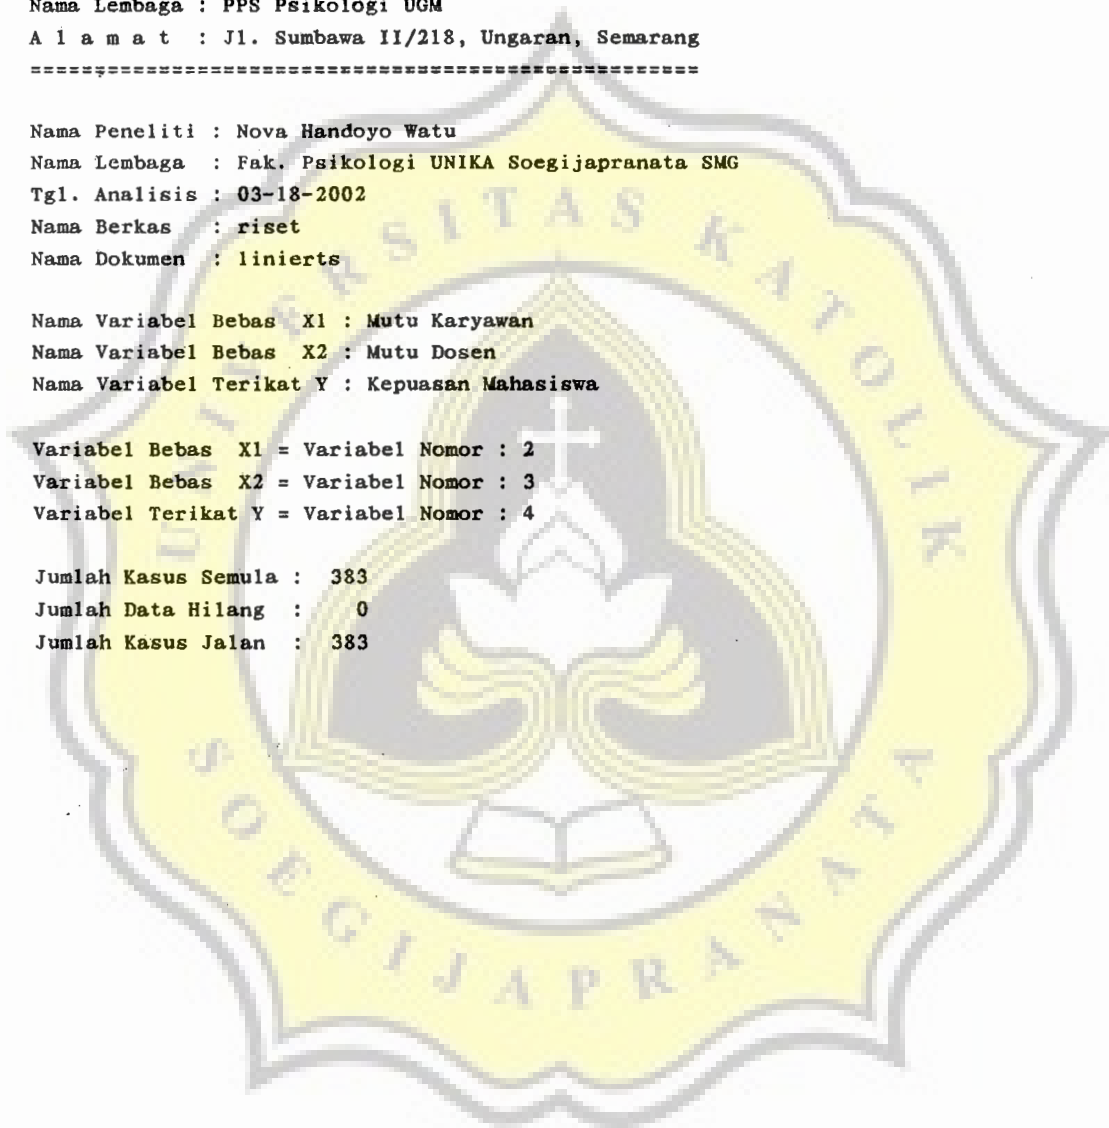 Nama Lembaga : PPS Psikologi UGM
A l a m a t : Jl. Sumbawa II/218, Ungaran, Semarang
=====================================================
Nama Peneliti : Nova Handoyo Watu
Nama Lembaga : Fak. Psikologi UNIKA Soegijapranata SMG
Tgl. Analisis : 03-18-2002
Nama Berkas : riset
Nama Dokumen : linierts
Nama Variabel Bebas X1 : Mutu Karyawan
Nama Variabel Bebas X2 : Mutu Dosen
Nama Variabel Terikat Y : Kepuasan Mahasiswa
Variabel Bebas X1 = Variabel Nomor : 2
Variabel Bebas X2 = Variabel Nomor : 3
Variabel Terikat Y = Variabel Nomor : 4
Jumlah Kasus Semula : 383
Jumlah Data Hilang : 0
Jumlah Kasus Jalan : 383
UNIVERSITAS KATOLIK
SOEGIJAPRANATA